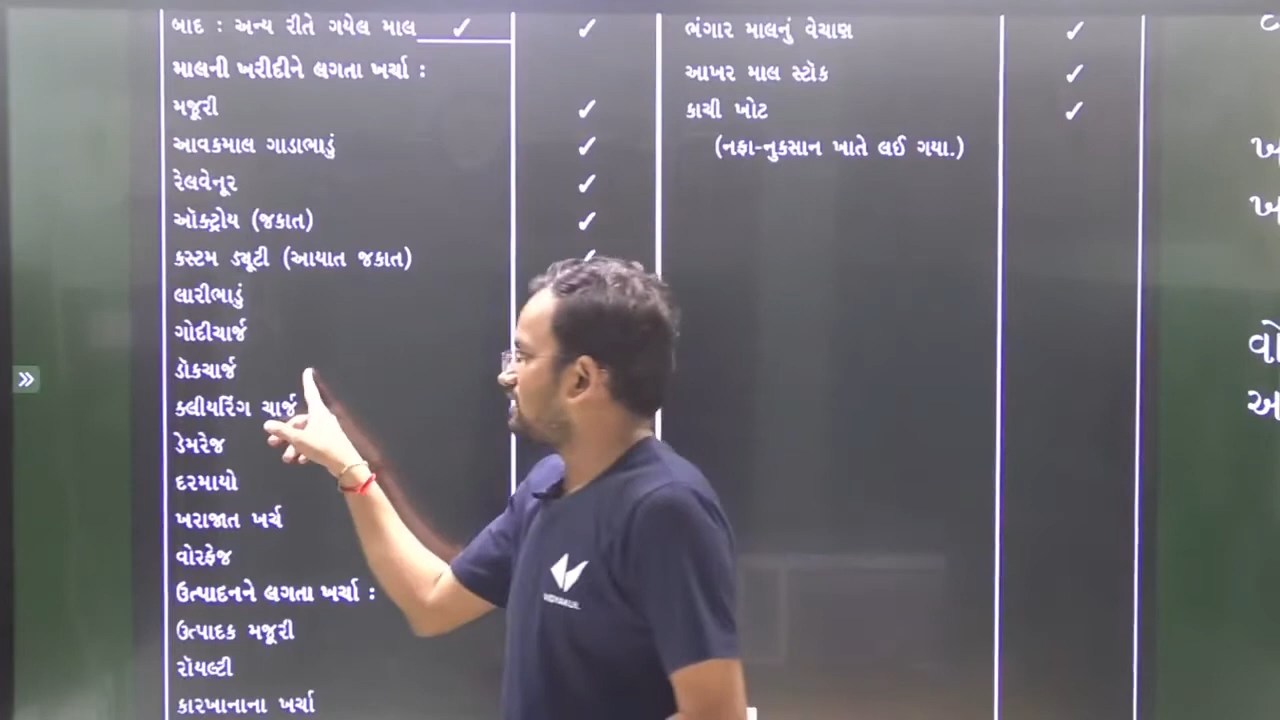 બાદ : અન્ય રીતે ગયેલ માલ ✓ ✓
માલની ખરીદીને લગતા ખર્ચા :
મજૂરી ✓
આવકમાલ ગાડાભાડું ✓
રેલવેનૂર ✓
ઑક્ટ્રોય (જકાત) ✓
કસ્ટમ ડ્યૂટી (આયાત જકાત)
લારીભાડું
ગોદીચાર્જ
ડૉકચાર્જ
ક્લીયરિંગ ચાર્જ
ડેમરેજ
દરમાયો
ખરાજાત ખર્ચ
વોરફેજ
ઉત્પાદનને લગતા ખર્ચા :
ઉત્પાદક મજૂરી
રૉયલ્ટી
કારખાનાના ખર્ચા
ભંગાર માલનું વેચાણ ✓
આખર માલ સ્ટૉક ✓
કાચી ખોટ ✓
(નફા-નુકસાન ખાતે લઈ ગયા.)
VIDYAKUL